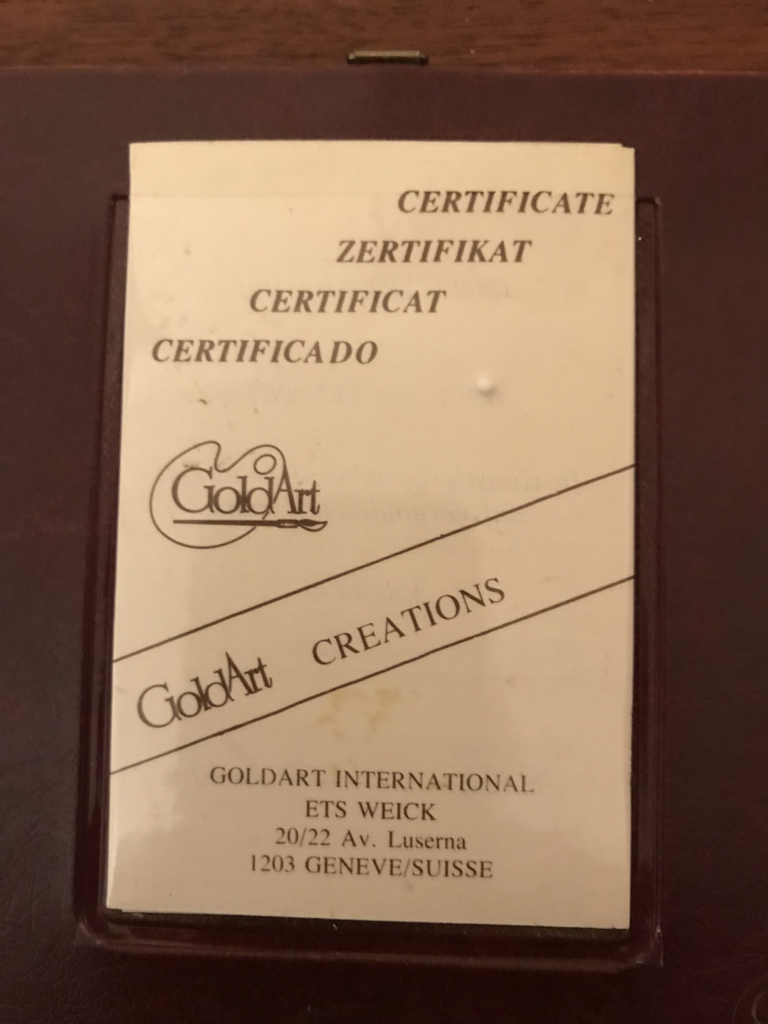 CERTIFICATE
ZERTIFIKAT
CERTIFICAT
CERTIFICADO
GoldArt
GoldArt CREATIONS
GOLDART INTERNATIONAL
ETS WEICK
20/22 Av. Luserna
1203 GENEVE/SUISSE